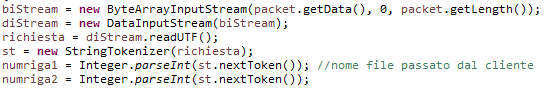 biStream = new ByteArrayInputStream(packet.getData(), 0, packet.getLength());
diStream = new DataInputStream(biStream);
richiesta = diStream.readUTF();
st = new StringTokenizer(richiesta);
numriga1 = Integer.parseInt(st.nextToken()); //nome file passato dal cliente
numriga2 = Integer.parseInt(st.nextToken());